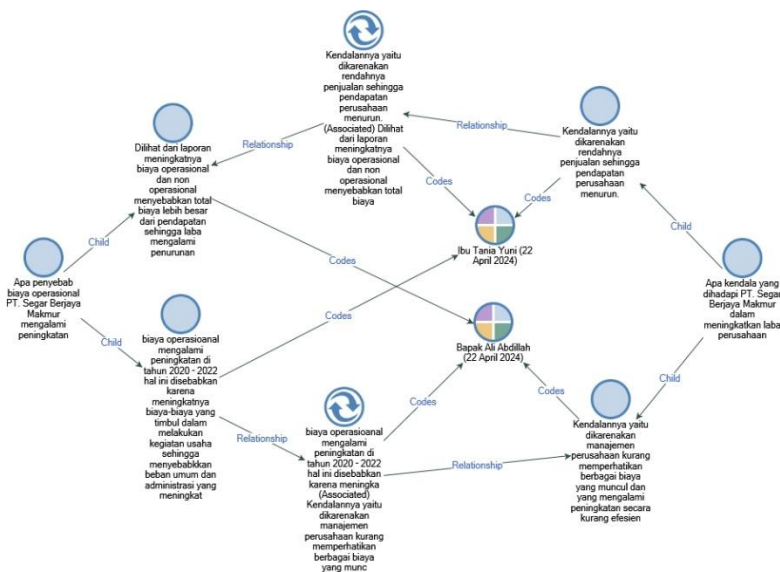 Kendalannya yaitu
dikarenakan
rendahnya
penjualan sehingga
pendapatan
perusahaan
menurun.
(Associated) Dilihat
dari laporan
meningkatnya
biaya operasional
dan non
operasional
menyebabkan total
biaya
Relationship
Relationship
Dilihat dari laporan
meningkatnya
biaya operasional
dan non
operasional
menyebabkan total
biaya lebih besar
dari pendapatan
sehingga laba
mengalami
penurunan
Kendalannya yaitu
dikarenakan
rendahnya
penjualan sehingga
pendapatan
perusahaan
menurun.
Codes
Codes
Ibu Tania Yuni (22
April 2024)
Child
Child
Codes
Apa penyebab
biaya operasional
PT. Segar Berjaya
Makmur
mengalami
peningkatan
Apa kendala yang
dihadapi PT. Segar
Berjaya Makmur
dalam
meningkatkan laba
perusahaan
Child
Codes
Bapak Ali Abdillah
(22 April 2024)
Child
biaya operasioanal
mengalami
peningkatan di
tahun 2020 - 2022
hal ini disebabkan
karena
meningkatnya
biaya-biaya yang
timbul dalam
melakukan
kegiatan usaha
sehingga
menyebabkkan
beban umum dan
administrasi yang
meningkat
Codes
Codes
Relationship
Relationship
biaya operasioanal
mengalami
peningkatan di
tahun 2020 - 2022
hal ini disebabkan
karena meningka
(Associated)
Kendalannya yaitu
dikarenakan
manajemen
perusahaan kurang
memperhatikan
berbagai biaya
yang munc
Kendalannya yaitu
dikarenakan
manajemen
perusahaan kurang
memperhatikan
berbagai biaya
yang muncul dan
yang mengalami
peningkatan secara
kurang efesien